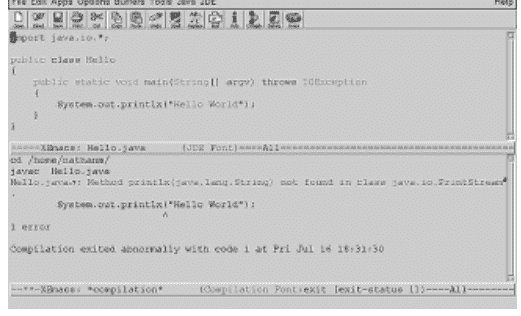 File Edit Apps Options Buffers Tools Java JDE Help
import java.io.*;
public class Hello
{
public static void main(String[] argv) throws IOException
{
System.out.printlx("Hello World");
}
}
-----XEmacs: Hello.java (JDE Font)----All----
cd /home/nathanm/
javac Hello.java
Hello.java:7: Method printlx(java.lang.String) not found in class java.io.PrintStream
.
System.out.printlx("Hello World");
^
1 error
Compilation exited abnormally with code 1 at Fri Jul 16 18:31:30
--**-XEmacs: *compilation* (Compilation Font:exit [exit-status 1])----All----